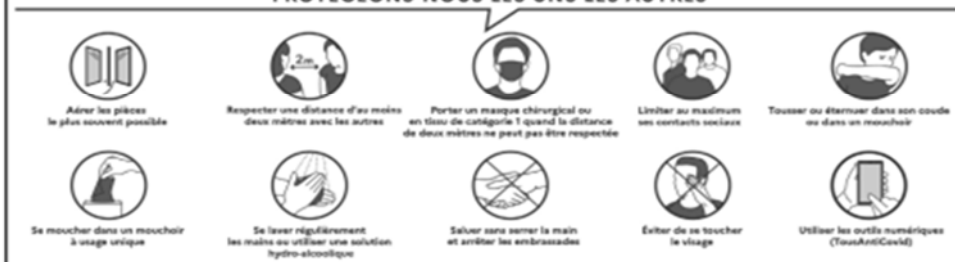 PROTÉGEONS-NOUS LES UNS LES AUTRES
2m
Aérer les pièces
le plus souvent possible
Respecter une distance d'au moins
deux mètres avec les autres
Porter un masque chirurgical ou
en tissu de catégorie 1 quand la distance
de deux mètres ne peut pas être respectée
Limiter au maximum
ses contacts sociaux
Tousser ou éternuer dans son coude
ou dans un mouchoir
Se moucher dans un mouchoir
à usage unique
Se laver régulièrement
les mains ou utiliser une solution
hydro-alcoolique
Saluer sans serrer la main
et arrêter les embrassades
Éviter de se toucher
le visage
Utiliser les outils numériques
(TousAntiCovid)